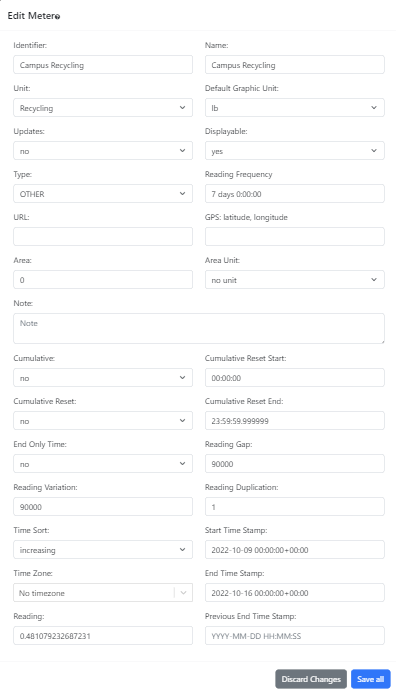 Edit Meter
Identifier: Name:
Campus Recycling Campus Recycling
Unit: Default Graphic Unit:
Recycling lb
Updates: Displayable:
no yes
Type: Reading Frequency
OTHER 7 days 0:00:00
URL: GPS: latitude, longitude
Area: Area Unit:
0 no unit
Note:
Note
Cumulative: Cumulative Reset Start:
no 00:00:00
Cumulative Reset: Cumulative Reset End:
no 23:59:59.999999
End Only Time: Reading Gap:
no 90000
Reading Variation: Reading Duplication:
90000 1
Time Sort: Start Time Stamp:
increasing 2022-10-09 00:00:00+00:00
Time Zone: End Time Stamp:
No timezone 2022-10-16 00:00:00+00:00
Reading: Previous End Time Stamp:
0.481079232687231 YYYY-MM-DD HH:MM:SS
Discard Changes Save all